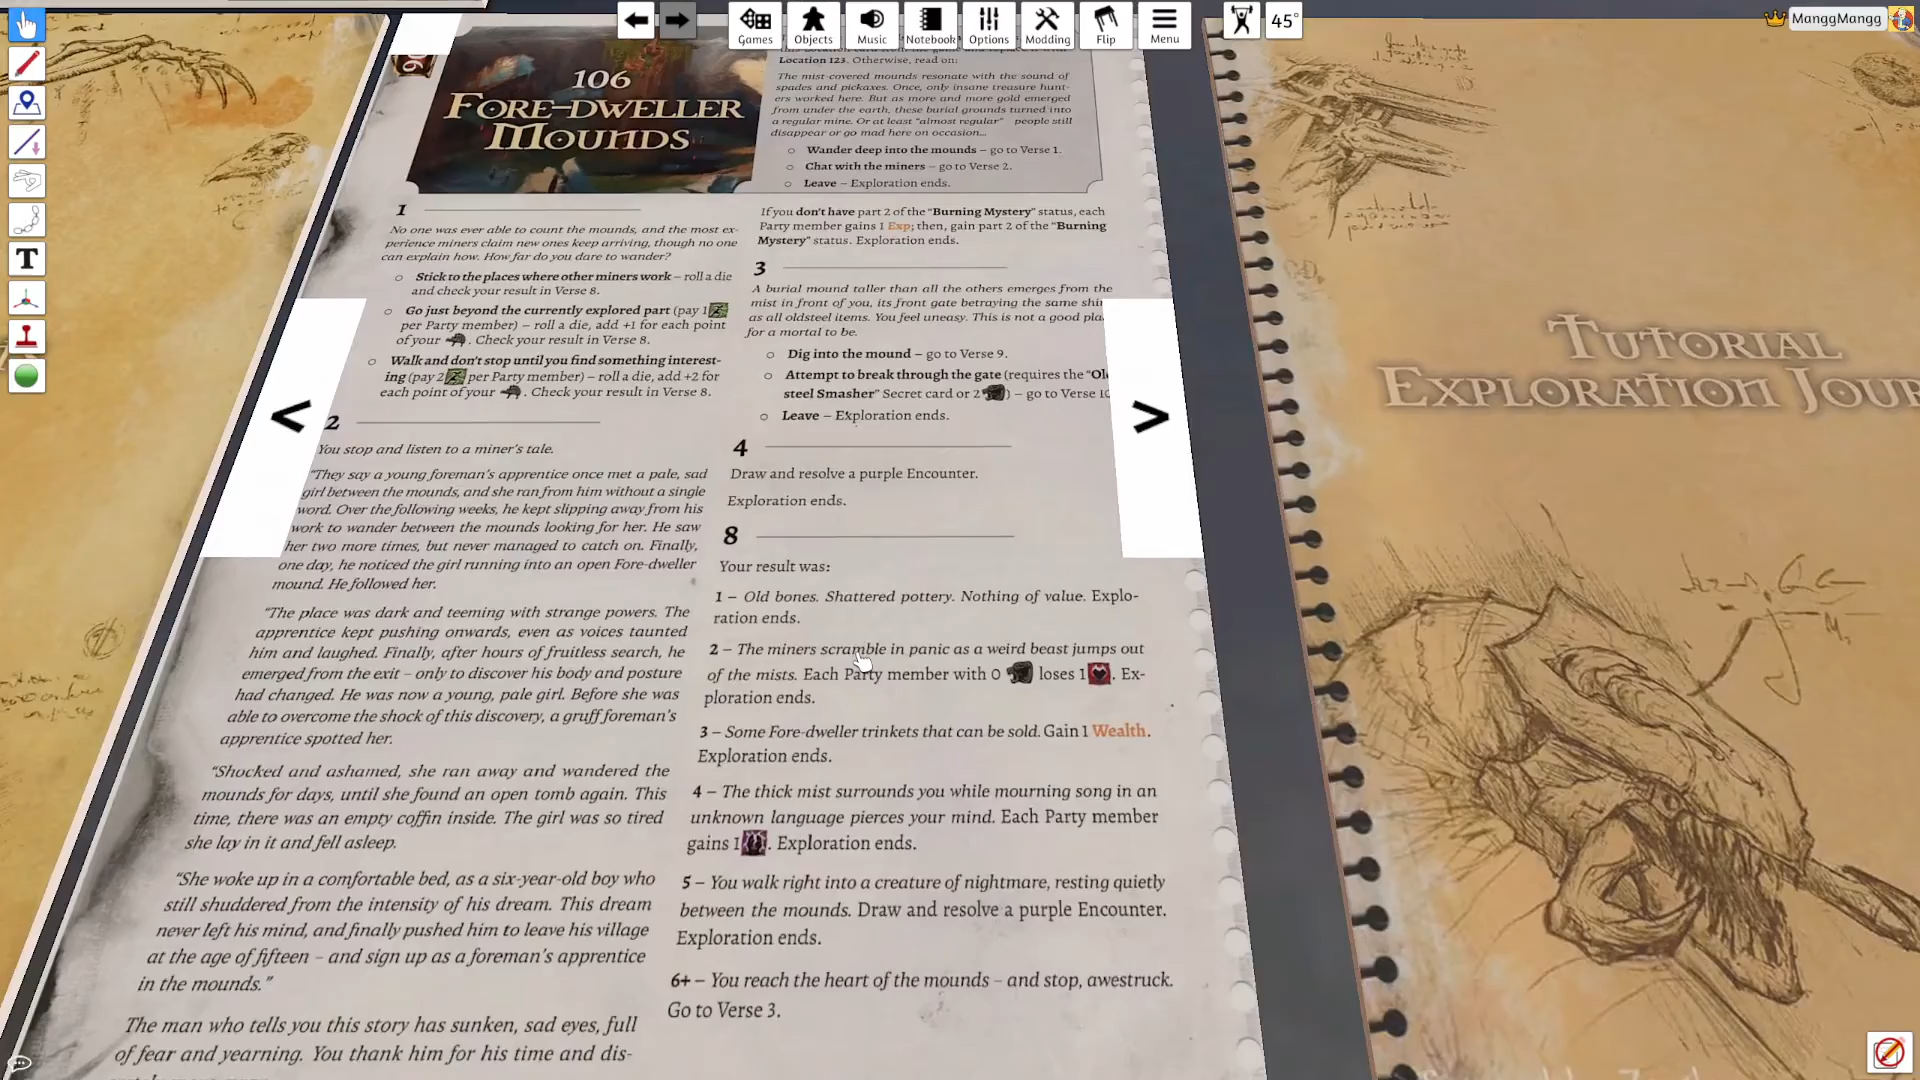 Games
Objects
Music
Notebook
Options
Modding
Flip
Menu
45°
ManggMangg
106
FORE-DWELLER
MOUNDS
Location 123. Otherwise, read on:
The mist-covered mounds resonate with the sound of
spades and pickaxes. Once, only insane treasure hunt-
ers worked here. But as more and more gold emerged
from under the earth, these burial grounds turned into
a regular mine. Or at least "almost regular" people still
disappear or go mad here on occasion...
Wander deep into the mounds – go to Verse 1.
Chat with the miners – go to Verse 2.
Leave – Exploration ends.
1
No one was ever able to count the mounds, and the most ex-
perience miners claim new ones keep arriving, though no one
can explain how. How far do you dare to wander?
Stick to the places where other miners work – roll a die
and check your result in Verse 8.
Go just beyond the currently explored part (pay 1
per Party member) – roll a die, add +1 for each point
of your . Check your result in Verse 8.
Walk and don't stop until you find something interest-
ing (pay 2 per Party member) – roll a die, add +2 for
each point of your . Check your result in Verse 8.
2
You stop and listen to a miner's tale.
"They say a young foreman's apprentice once met a pale, sad
girl between the mounds, and she ran from him without a single
word. Over the following weeks, he kept slipping away from his
work to wander between the mounds looking for her. He saw
her two more times, but never managed to catch on. Finally,
one day, he noticed the girl running into an open Fore-dweller
mound. He followed her.
"The place was dark and teeming with strange powers. The
apprentice kept pushing onwards, even as voices taunted
him and laughed. Finally, after hours of fruitless search, he
emerged from the exit – only to discover his body and posture
had changed. He was now a young, pale girl. Before she was
able to overcome the shock of this discovery, a gruff foreman's
apprentice spotted her.
"Shocked and ashamed, she ran away and wandered the
mounds for days, until she found an open tomb again. This
time, there was an empty coffin inside. The girl was so tired
she lay in it and fell asleep.
"She woke up in a comfortable bed, as a six-year-old boy who
still shuddered from the intensity of his dream. This dream
never left his mind, and finally pushed him to leave his village
at the age of fifteen – and sign up as a foreman's apprentice
in the mounds."
The man who tells you this story has sunken, sad eyes, full
of fear and yearning. You thank him for his time and dis-
If you don't have part 2 of the "Burning Mystery" status, each
Party member gains 1 Exp; then, gain part 2 of the "Burning
Mystery" status. Exploration ends.
3
A burial mound taller than all the others emerges from the
mist in front of you, its front gate betraying the same shin
as all oldsteel items. You feel uneasy. This is not a good pla
for a mortal to be.
Dig into the mound – go to Verse 9.
Attempt to break through the gate (requires the "Ol
steel Smasher" Secret card or 2 ) – go to Verse 10
Leave – Exploration ends.
4
Draw and resolve a purple Encounter.
Exploration ends.
8
Your result was:
1 – Old bones. Shattered pottery. Nothing of value. Explo-
ration ends.
2 – The miners scramble in panic as a weird beast jumps out
of the mists. Each Party member with 0 loses 1 . Ex-
ploration ends.
3 – Some Fore-dweller trinkets that can be sold. Gain 1 Wealth.
Exploration ends.
4 – The thick mist surrounds you while mourning song in an
unknown language pierces your mind. Each Party member
gains 1 . Exploration ends.
5 – You walk right into a creature of nightmare, resting quietly
between the mounds. Draw and resolve a purple Encounter.
Exploration ends.
6+ – You reach the heart of the mounds – and stop, awestruck.
Go to Verse 3.
<
>
TUTORIAL
EXPLORATION JOUR
T